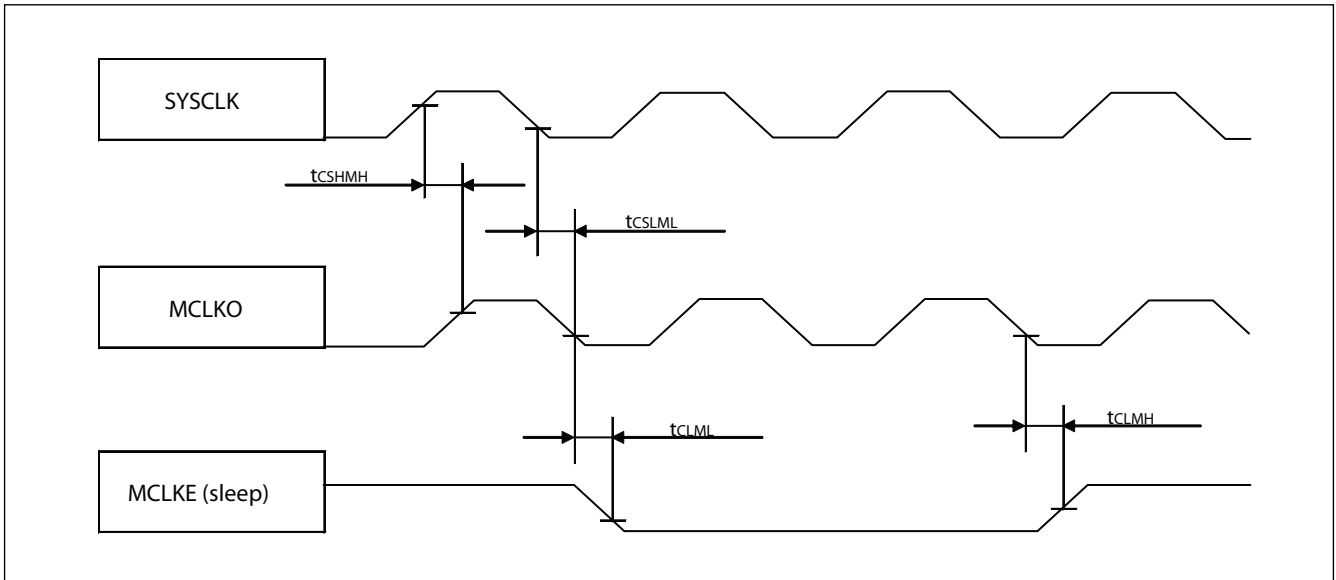 SYSCLK
tCSHMH
tCSLML
MCLKO
tCLMH
tCLML
MCLKE (sleep)